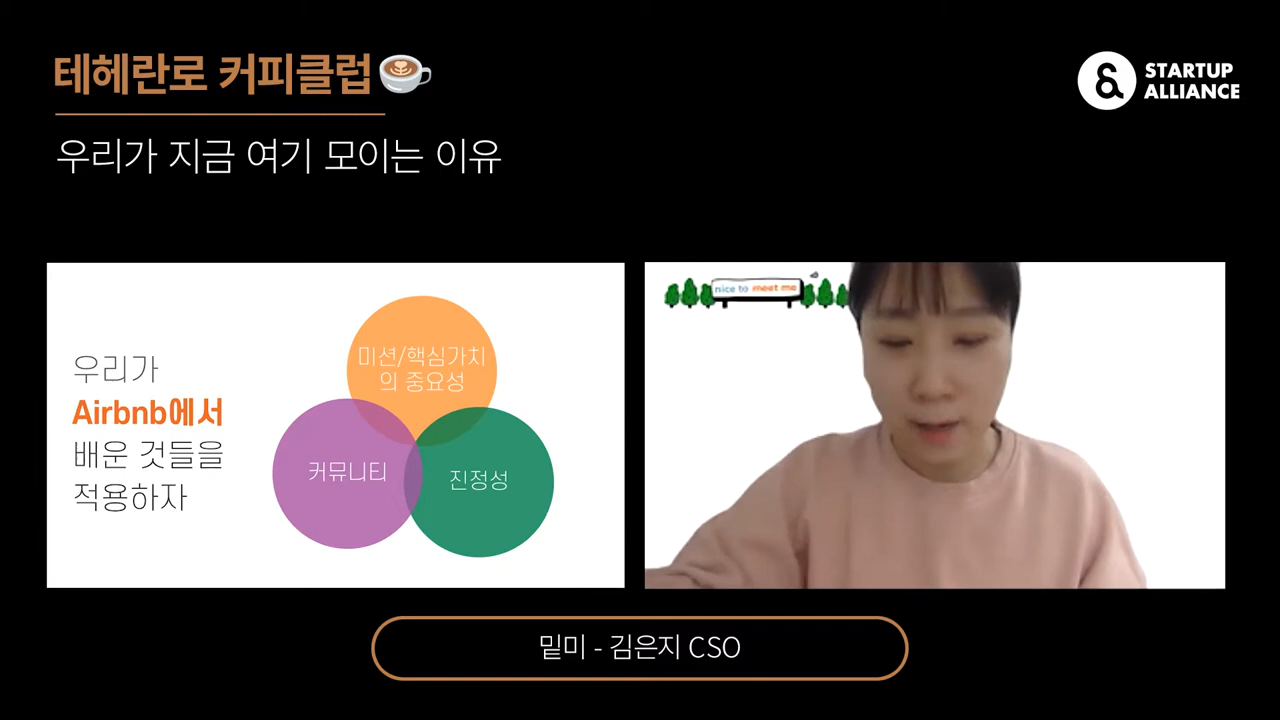 테헤란로 커피클럽
STARTUP
ALLIANCE
우리가 지금 여기 모이는 이유
우리가
Airbnb에서
배운 것들을
적용하자
미션/핵심가치
의 중요성
커뮤니티
진정성
nice to meet me
밑미 - 김은지 CSO